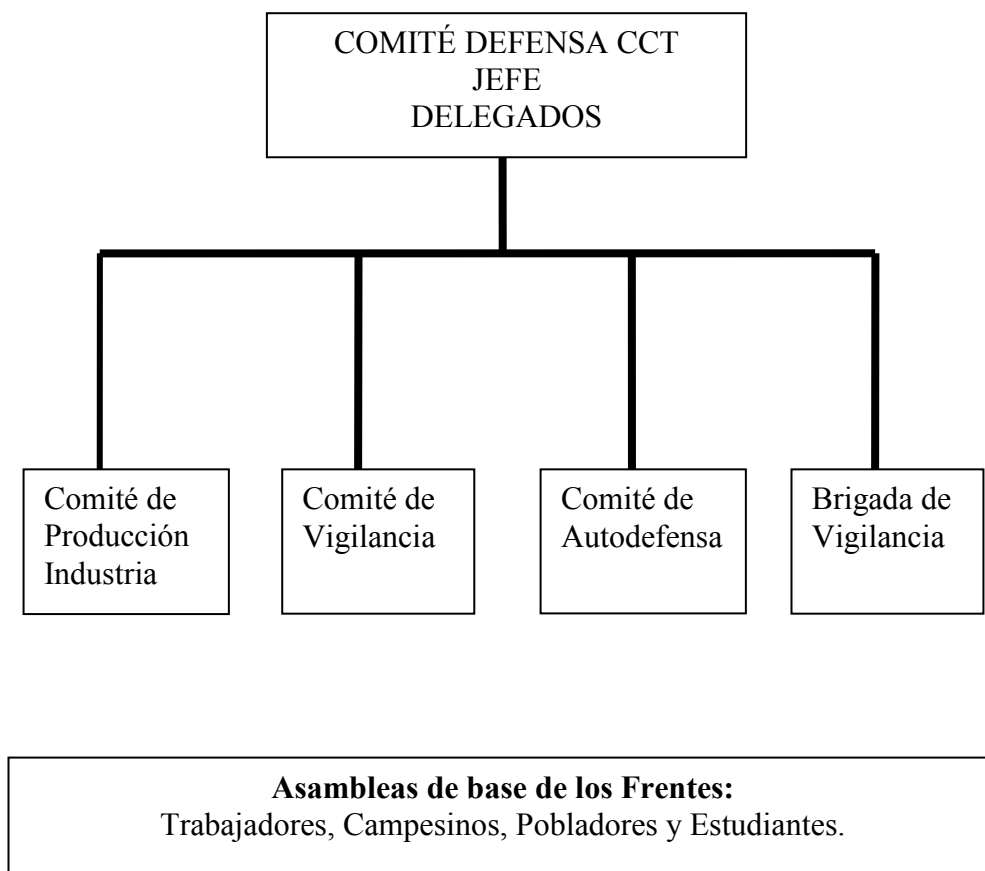 COMITÉ DEFENSA CCT
JEFE
DELEGADOS
Comité de
Producción
Industria
Comité de
Vigilancia
Comité de
Autodefensa
Brigada de
Vigilancia
Asambleas de base de los Frentes:
Trabajadores, Campesinos, Pobladores y Estudiantes.